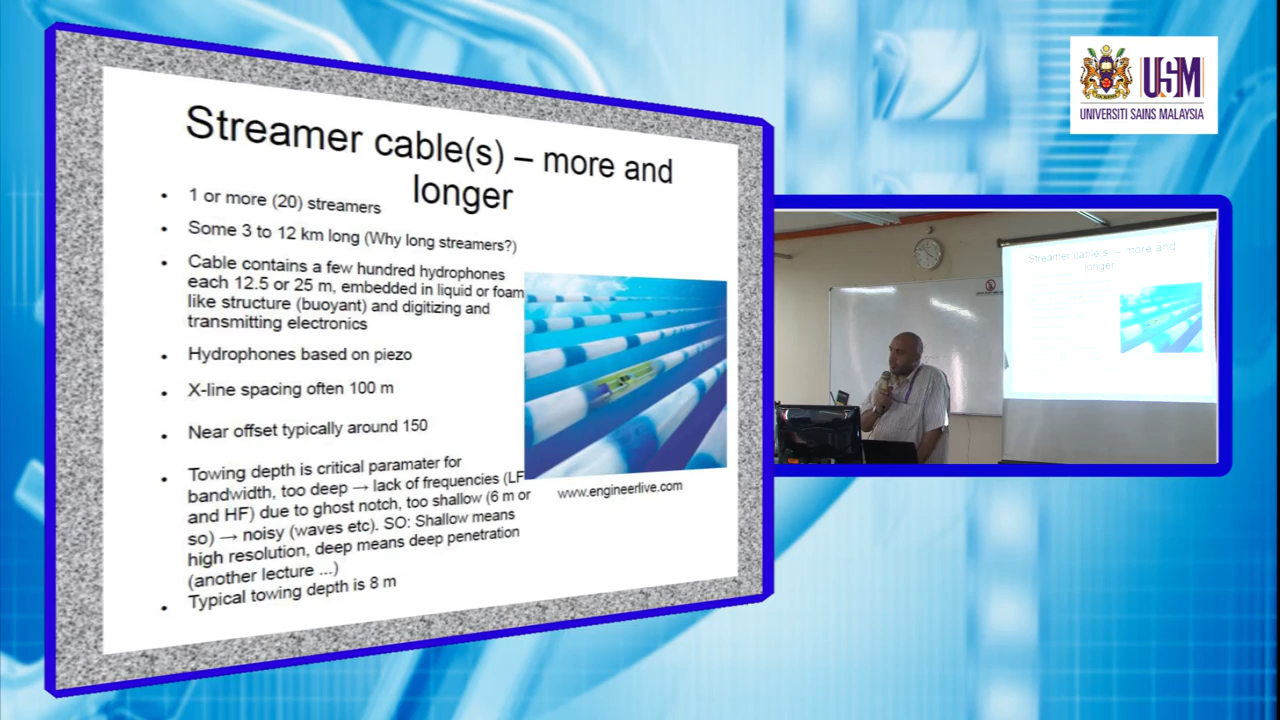 Streamer cable(s) – more and
longer
• 1 or more (20) streamers
• Some 3 to 12 km long (Why long streamers?)
• Cable contains a few hundred hydrophones
each 12.5 or 25 m, embedded in liquid or foam
like structure (buoyant) and digitizing and
transmitting electronics
• Hydrophones based on piezo
• X-line spacing often 100 m
• Near offset typically around 150
• Towing depth is critical paramater for
bandwidth, too deep → lack of frequencies (LF
and HF) due to ghost notch, too shallow (6 m or
so) → noisy (waves etc). SO: Shallow means
high resolution, deep means deep penetration
(another lecture ...)
• Typical towing depth is 8 m
www.engineerlive.com
USM
UNIVERSITI SAINS MALAYSIA
Streamer cable(s) – more and
longer